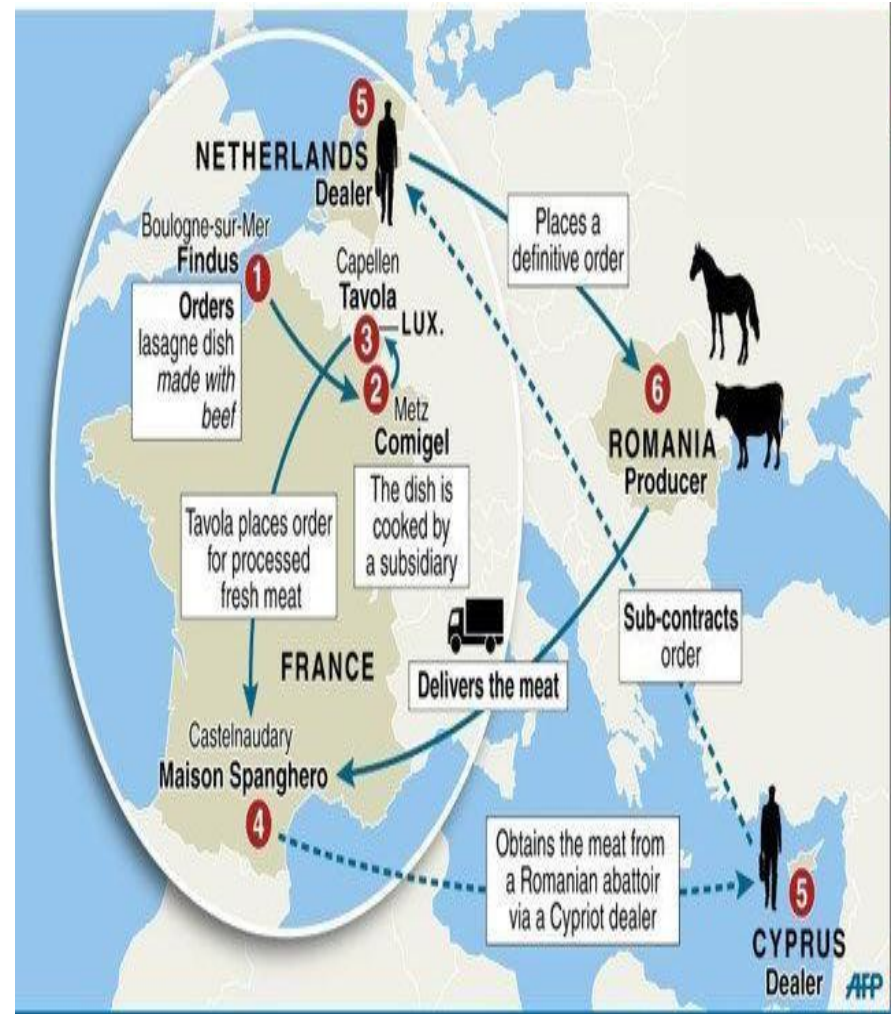 5
NETHERLANDS
Dealer
Boulogne-sur-Mer
Findus
1
Orders
lasagne dish
made with
beef
Capellen
Tavola
3
LUX.
2
Metz
Comigel
The dish is
cooked by
a subsidiary
Tavola places order
for processed
fresh meat
FRANCE
Castelnaudary
Maison Spanghero
4
Obtains the meat from
a Romanian abattoir
via a Cypriot dealer
5
CYPRUS
Dealer
Sub-contracts
order
Places a
definitive order
6
ROMANIA
Producer
Delivers the meat
AFP